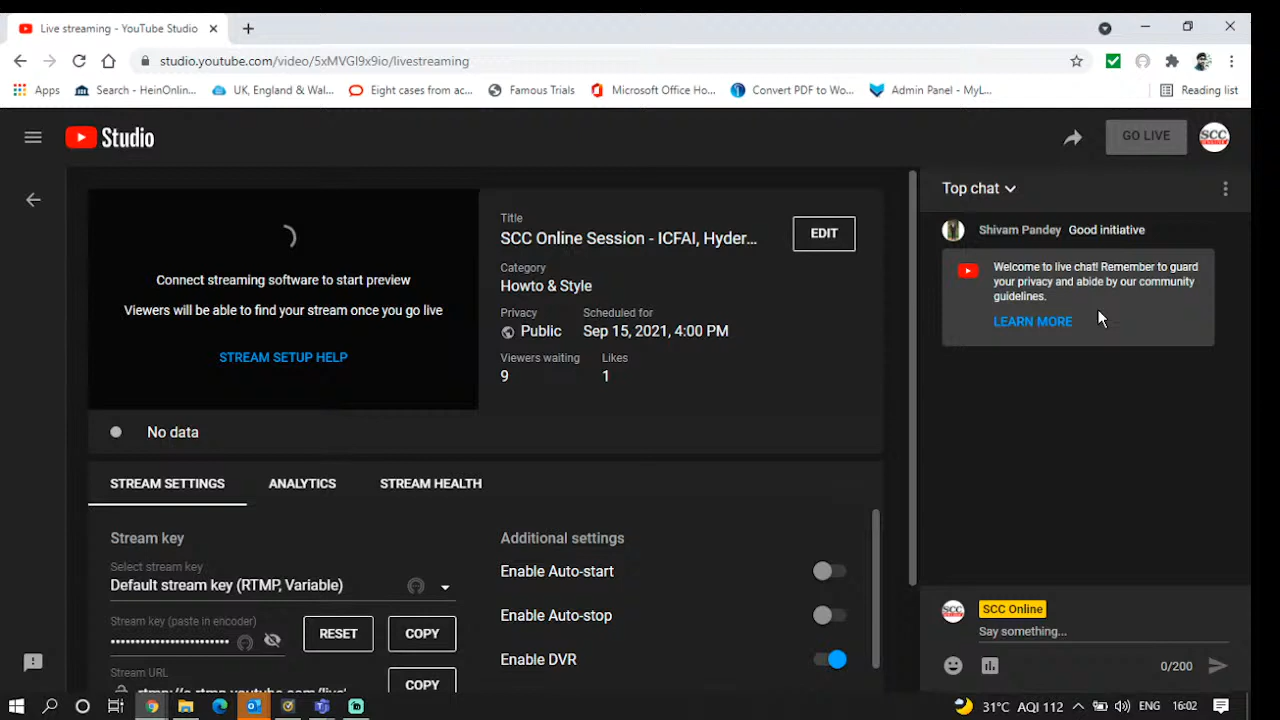 Live streaming - YouTube Studio
studio.youtube.com/video/5xMVGI9x9io/livestreaming
Apps
Search - HeinOnlin...
UK, England & Wal...
Eight cases from ac...
Famous Trials
Microsoft Office Ho...
Convert PDF to Wo...
Admin Panel - MyL...
Reading list
Studio
GO LIVE
SCC
Connect streaming software to start preview
Viewers will be able to find your stream once you go live
STREAM SETUP HELP
No data
Title
SCC Online Session - ICFAI, Hyder...
EDIT
Category
Howto & Style
Privacy
Public
Scheduled for
Sep 15, 2021, 4:00 PM
Viewers waiting
9
Likes
1
STREAM SETTINGS
ANALYTICS
STREAM HEALTH
Stream key
Select stream key
Default stream key (RTMP, Variable)
Stream key (paste in encoder)
RESET
COPY
Stream URL
COPY
Additional settings
Enable Auto-start
Enable Auto-stop
Enable DVR
Top chat
Shivam Pandey Good initiative
Welcome to live chat! Remember to guard
your privacy and abide by our community
guidelines.
LEARN MORE
SCC
SCC Online
Say something...
0/200
31°C AQI 112
ENG
16:02